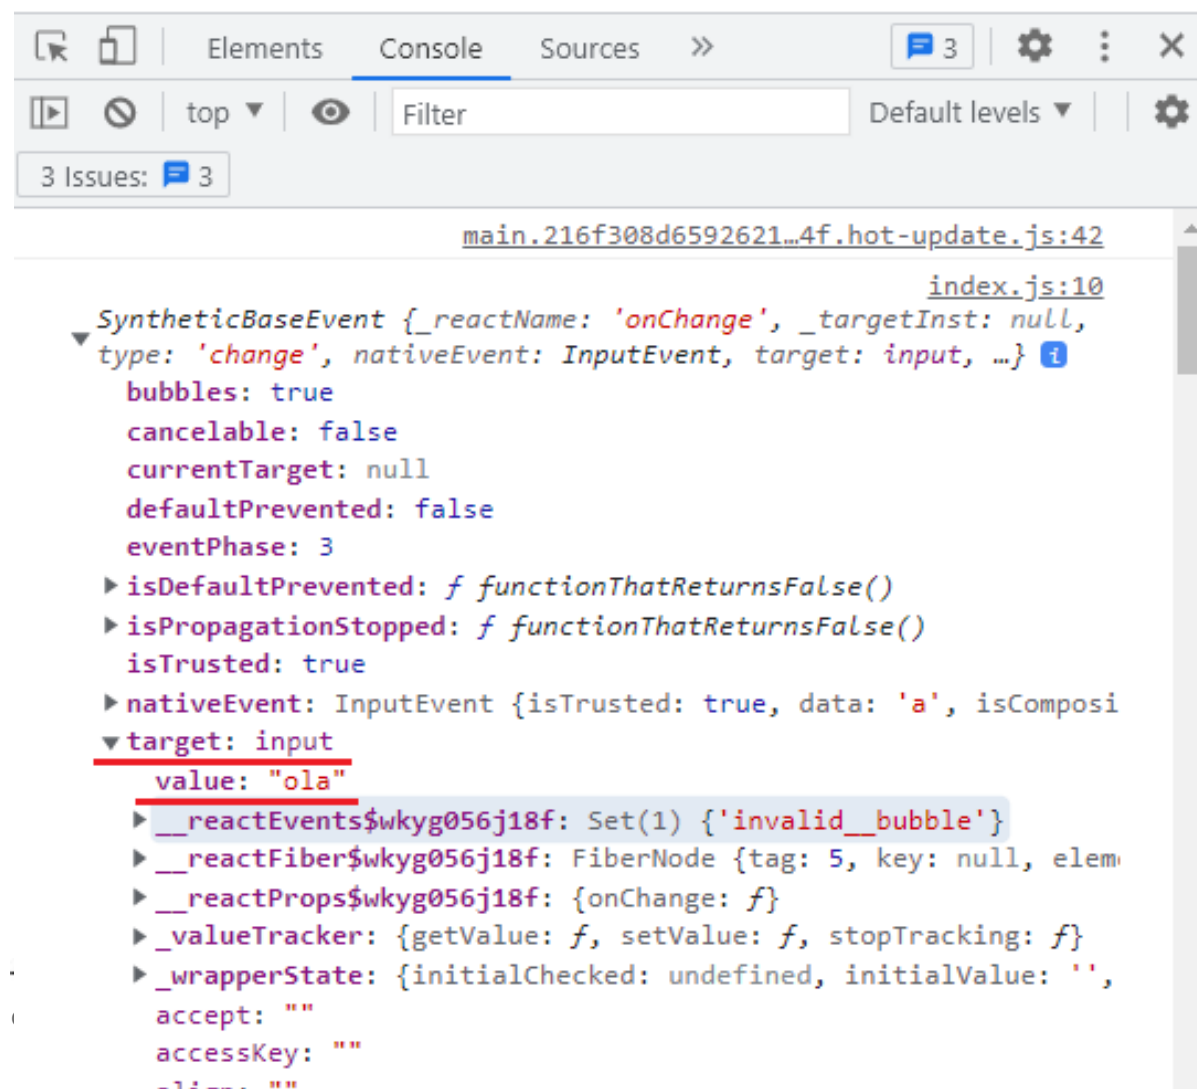 Elements Console Sources » 3
top ▼ Filter Default levels ▼
3 Issues: 3
main.216f308d6592621…4f.hot-update.js:42
index.js:10
SyntheticBaseEvent {_reactName: 'onChange', _targetInst: null,
type: 'change', nativeEvent: InputEvent, target: input, …} i
bubbles: true
cancelable: false
currentTarget: null
defaultPrevented: false
eventPhase: 3
▶ isDefaultPrevented: ƒ functionThatReturnsFalse()
▶ isPropagationStopped: ƒ functionThatReturnsFalse()
isTrusted: true
▶ nativeEvent: InputEvent {isTrusted: true, data: 'a', isComposi
▼ target: input
value: "ola"
▶ __reactEvents$wkyg056j18f: Set(1) {'invalid__bubble'}
▶ __reactFiber$wkyg056j18f: FiberNode {tag: 5, key: null, elem
▶ __reactProps$wkyg056j18f: {onChange: ƒ}
▶ _valueTracker: {getValue: ƒ, setValue: ƒ, stopTracking: ƒ}
▶ _wrapperState: {initialChecked: undefined, initialValue: '',
accept: ""
accessKey: ""